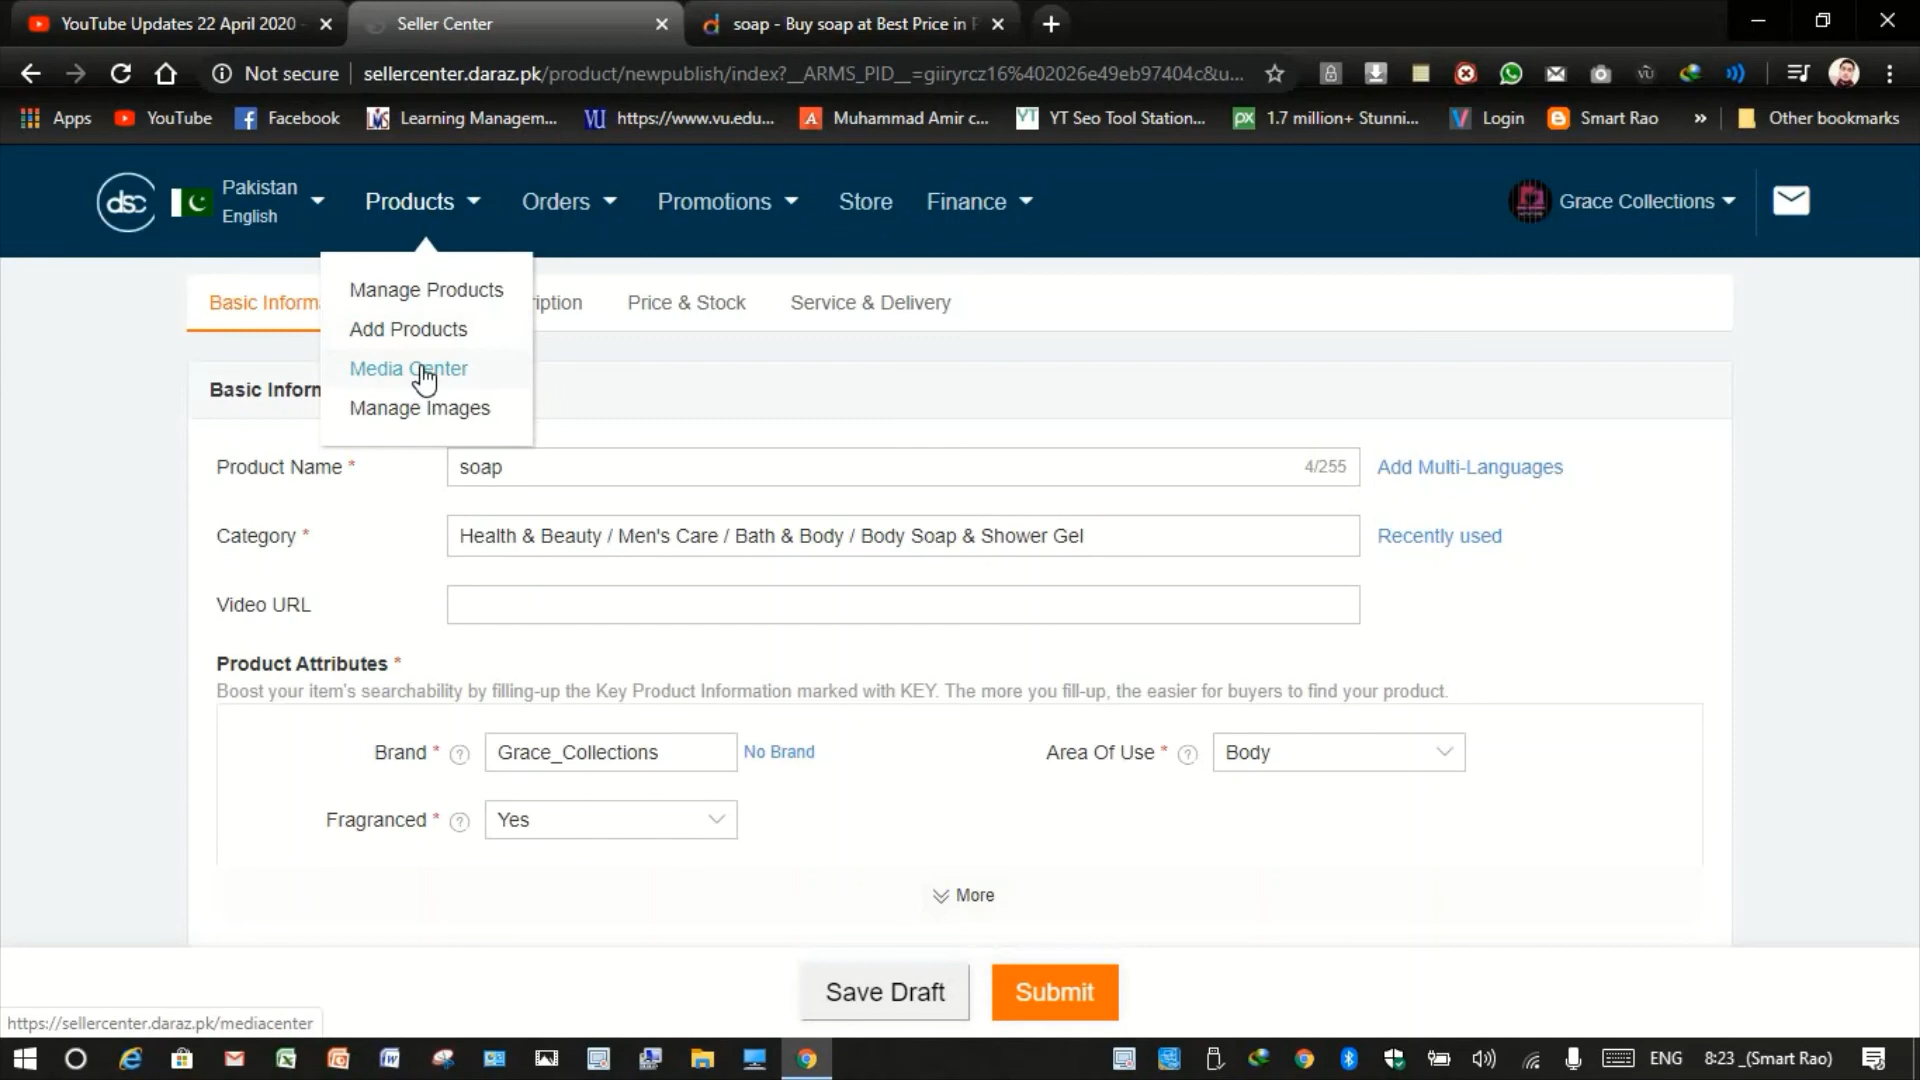 YouTube Updates 22 April 2020
Seller Center
soap - Buy soap at Best Price in P
Not secure
sellercenter.daraz.pk/product/newpublish/index?__ARMS_PID__=giiryrcz16%402026e49eb97404c&u...
Apps
YouTube
Facebook
Learning Managem...
https://www.vu.edu...
Muhammad Amir c...
YT Seo Tool Station...
1.7 million+ Stunni...
Login
Smart Rao
»
Other bookmarks
dsc
Pakistan
English
Products
Orders
Promotions
Store
Finance
Grace Collections
Manage Products
Add Products
Media Center
Manage Images
Basic Inform
ription
Price & Stock
Service & Delivery
Basic Inforn
Product Name *
soap
4/255
Add Multi-Languages
Category *
Health & Beauty / Men's Care / Bath & Body / Body Soap & Shower Gel
Recently used
Video URL
Product Attributes *
Boost your item's searchability by filling-up the Key Product Information marked with KEY. The more you fill-up, the easier for buyers to find your product.
Brand * ?
Grace_Collections
No Brand
Area Of Use * ?
Body
Fragranced * ?
Yes
More
Save Draft
Submit
https://sellercenter.daraz.pk/mediacenter
ENG
8:23 _(Smart Rao)